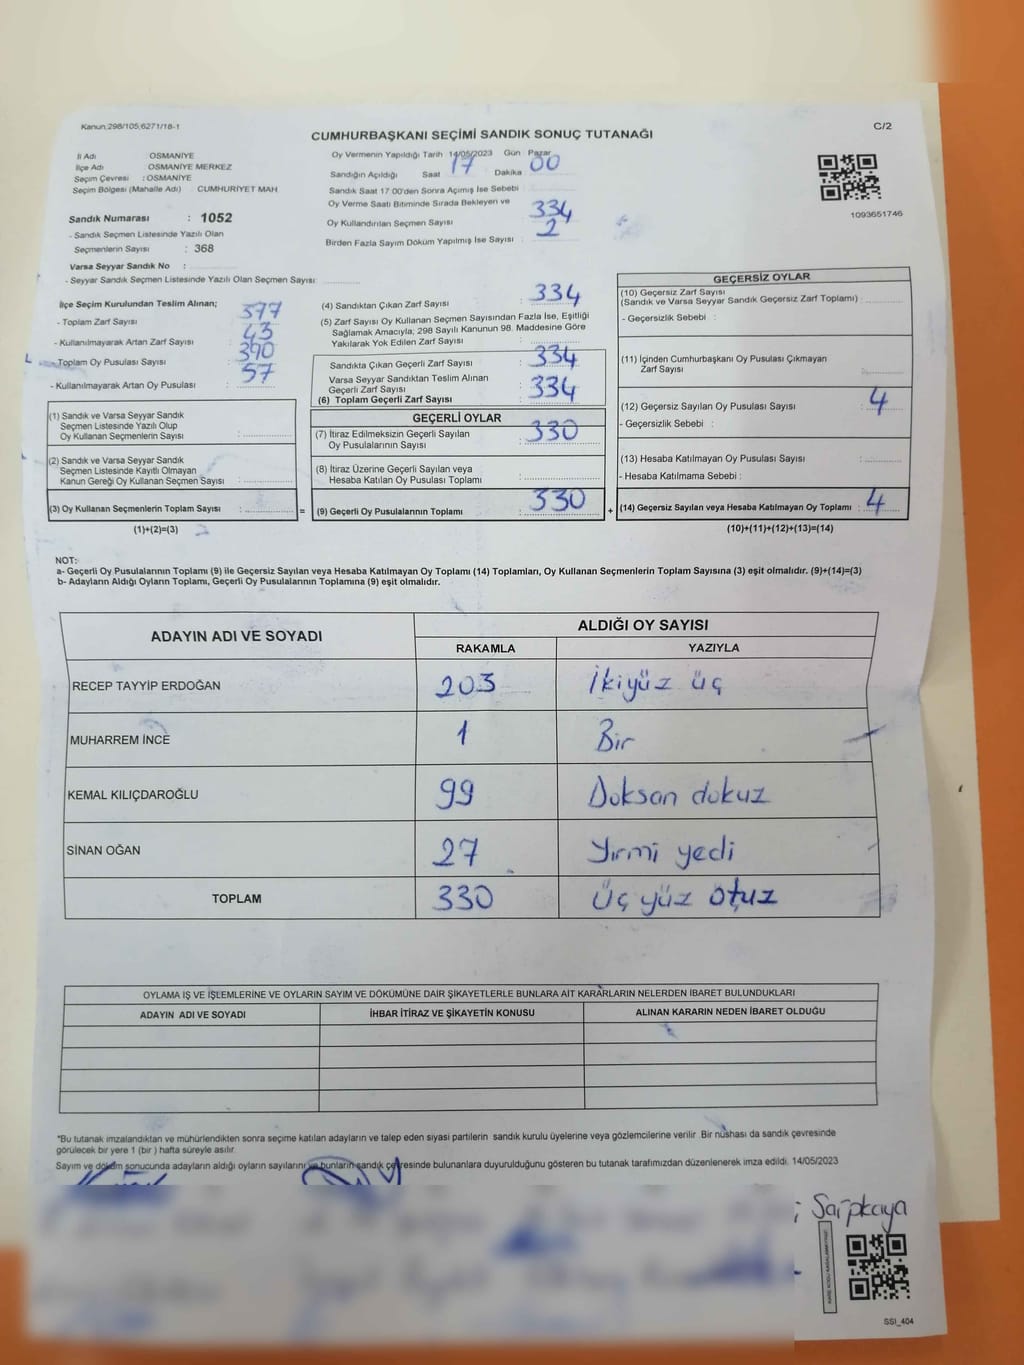 Kanun:298/105,6271/18-1
C/2
CUMHURBAŞKANI SEÇİMİ SANDIK SONUÇ TUTANAĞI
İl Adı OSMANİYE
İlçe Adı OSMANİYE MERKEZ
Seçim Çevresi : OSMANİYE
Seçim Bölgesi (Mahalle Adı) . CUMHURİYET MAH.
Sandık Numarası : 1052
- Sandık Seçmen Listesinde Yazılı Olan
Seçmenlerin Sayısı : 368
Varsa Seyyar Sandık No :
- Seyyar Sandık Seçmen Listesinde Yazılı Olan Seçmen Sayısı:
Oy Vermenin Yapıldığı Tarih 14/05/2023 Gün Pazar
Sandığın Açıldığı Saat 17 Dakika 00
Sandık Saat 17.00'den Sonra Açımış İse Sebebi
Oy Verme Saati Bitiminde Sırada Bekleyen ve
Oy Kullandırılan Seçmen Sayısı : 334
Birden Fazla Sayım Döküm Yapılmış İse Sayısı : 2
1093651746
İlçe Seçim Kurulundan Teslim Alınan;
- Toplam Zarf Sayısı 377
- Kullanılmayarak Artan Zarf Sayısı : 43
- Toplam Oy Pusulası Sayısı 390
- Kullanılmayarak Artan Oy Pusulası : 57
(1) Sandık ve Varsa Seyyar Sandık
Seçmen Listesinde Yazılı Olup
Oy Kullanan Seçmenlerin Sayısı :
(2) Sandık ve Varsa Seyyar Sandık
Seçmen Listesinde Kayıtlı Olmayan
Kanun Gereği Oy Kullanan Seçmen Sayısı :
(3) Oy Kullanan Seçmenlerin Toplam Sayısı : =
(1)+(2)=(3)
(4) Sandıktan Çıkan Zarf Sayısı : 334
(5) Zarf Sayısı Oy Kullanan Seçmen Sayısından Fazla İse, Eşitliği
Sağlamak Amacıyla; 298 Sayılı Kanunun 98. Maddesine Göre
Yakılarak Yok Edilen Zarf Sayısı :
Sandıkta Çıkan Geçerli Zarf Sayısı : 334
Varsa Seyyar Sandıktan Teslim Alınan
Geçerli Zarf Sayısı
(6) Toplam Geçerli Zarf Sayısı : 334
GEÇERLİ OYLAR
(7) İtiraz Edilmeksizin Geçerli Sayılan
Oy Pusulalarının Sayısı : 330
(8) İtiraz Üzerine Geçerli Sayılan veya
Hesaba Katılan Oy Pusulası Toplamı :
(9) Geçerli Oy Pusulalarının Toplamı : 330 +
GEÇERSİZ OYLAR
(10) Geçersiz Zarf Sayısı
(Sandık ve Varsa Seyyar Sandık Geçersiz Zarf Toplamı) :
- Geçersizlik Sebebi :
(11) İçinden Cumhurbaşkanı Oy Pusulası Çıkmayan
Zarf Sayısı
(12) Geçersiz Sayılan Oy Pusulası Sayısı : 4
- Geçersizlik Sebebi :
(13) Hesaba Katılmayan Oy Pusulası Sayısı :
- Hesaba Katılmama Sebebi :
(14) Geçersiz Sayılan veya Hesaba Katılmayan Oy Toplamı : 4
(10)+(11)+(12)+(13)=(14)
NOT:
a- Geçerli Oy Pusulalarının Toplamı (9) ile Geçersiz Sayılan veya Hesaba Katılmayan Oy Toplamı (14) Toplamları, Oy Kullanan Seçmenlerin Toplam Sayısına (3) eşit olmalıdır. (9)+(14)=(3)
b- Adayların Aldığı Oyların Toplamı, Geçerli Oy Pusulalarının Toplamına (9) eşit olmalıdır.
ADAYIN ADI VE SOYADI
ALDIĞI OY SAYISI
RAKAMLA YAZIYLA
RECEP TAYYİP ERDOĞAN 203 İkiyüz üç
MUHARREM İNCE 1 Bir
KEMAL KILIÇDAROĞLU 99 Doksan dokuz
SİNAN OĞAN 27 Yirmi yedi
TOPLAM 330 Üç yüz otuz
OYLAMA İŞ VE İŞLEMLERİNE VE OYLARIN SAYIM VE DÖKÜMÜNE DAİR ŞİKAYETLERLE BUNLARA AİT KARARLARIN NELERDEN İBARET BULUNDUKLARI
ADAYIN ADI VE SOYADI İHBAR İTİRAZ VE ŞİKAYETİN KONUSU ALINAN KARARIN NEDEN İBARET OLDUĞU
*Bu tutanak imzalandıktan ve mühürlendikten sonra seçime katılan adayların ve talep eden siyasi partilerin sandık kurulu üyelerine veya gözlemcilerine verilir. Bir nüshası da sandık çevresinde
görülecek bir yere 1 (bir ) hafta süreyle asılır.
Sayım ve döküm sonucunda adayların aldığı oyların sayılarını ve bunların sandık çevresinde bulunanlara duyurulduğunu gösteren bu tutanak tarafımızdan düzenlenerek imza edildi. 14/05/2023
Sarpkaya
SSI_404